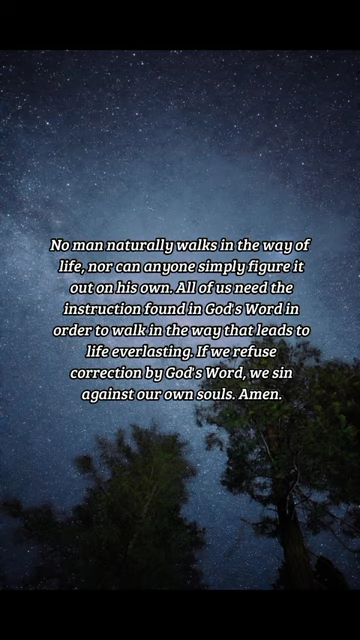 No man naturally walks in the way of
life, nor can anyone simply figure it
out on his own. All of us need the
instruction found in God's Word in
order to walk in the way that leads to
life everlasting. If we refuse
correction by God's Word, we sin
against our own souls. Amen.